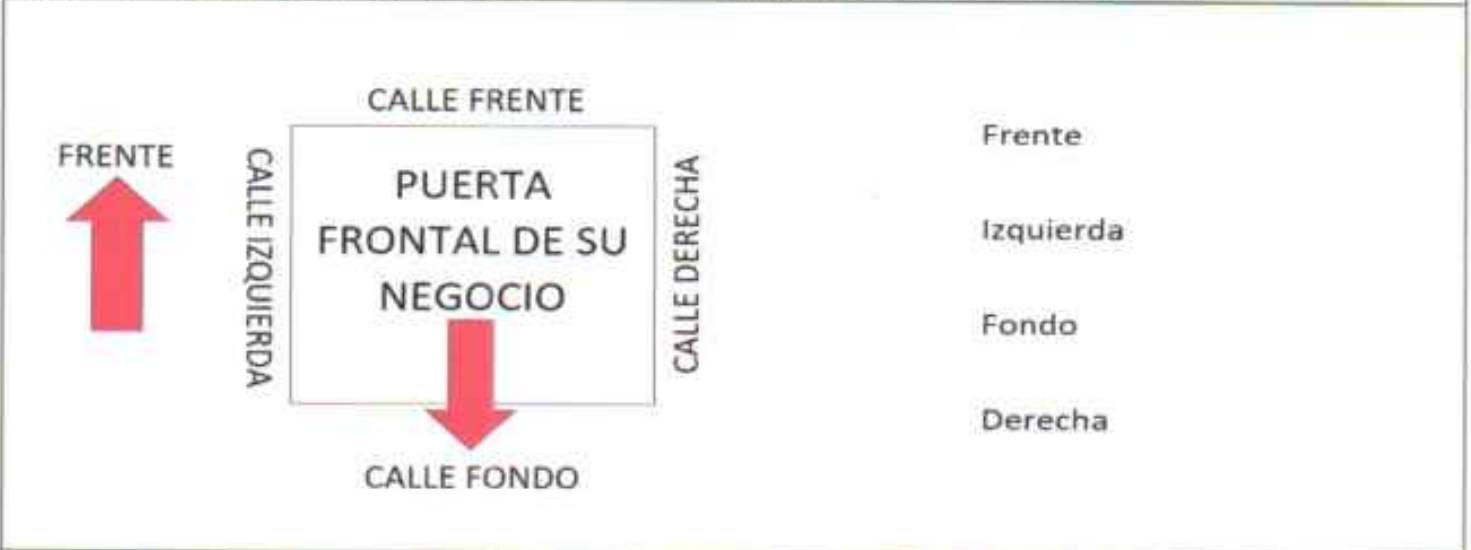 CALLE FRENTE
FRENTE
CALLE IZQUIERDA
PUERTA
FRONTAL DE SU
NEGOCIO
CALLE DERECHA
CALLE FONDO
Frente
Izquierda
Fondo
Derecha